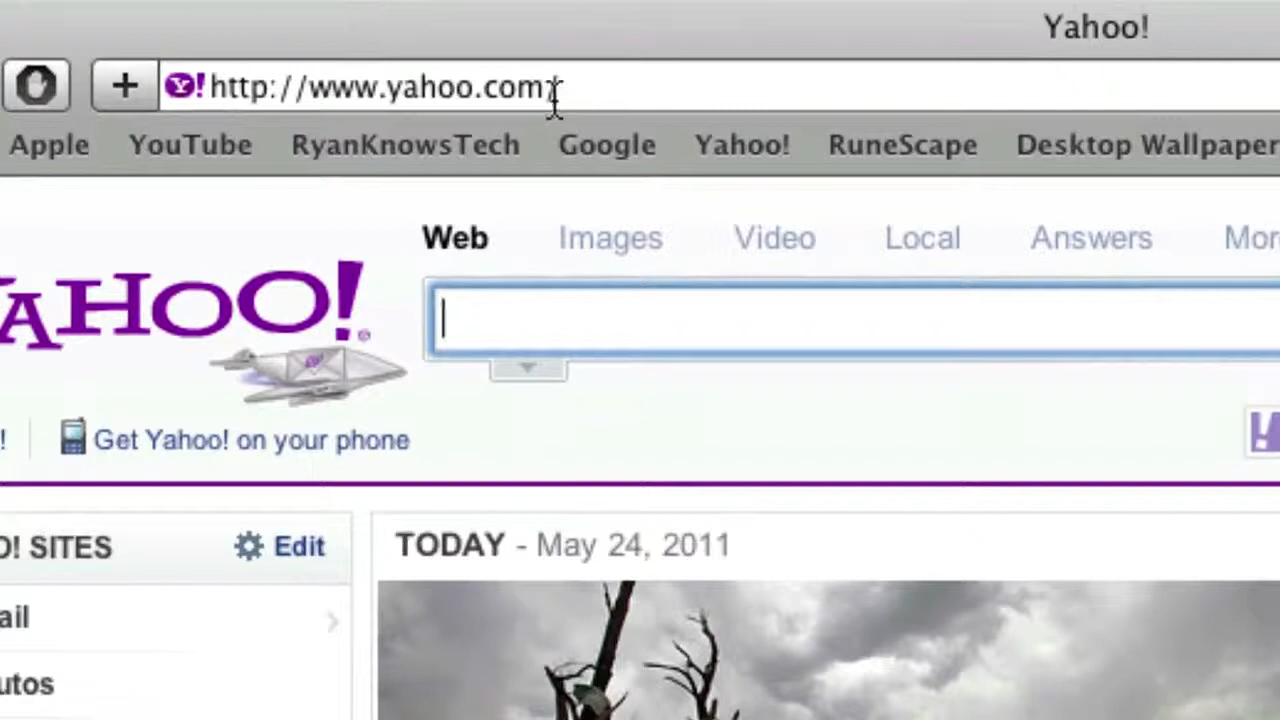 Yahoo!
Y! http://www.yahoo.com/
Apple YouTube RyanKnowsTech Google Yahoo! RuneScape Desktop Wallpaper
Web Images Video Local Answers Mor
AHOO!
! Get Yahoo! on your phone
O! SITES Edit
TODAY - May 24, 2011
ail
utos